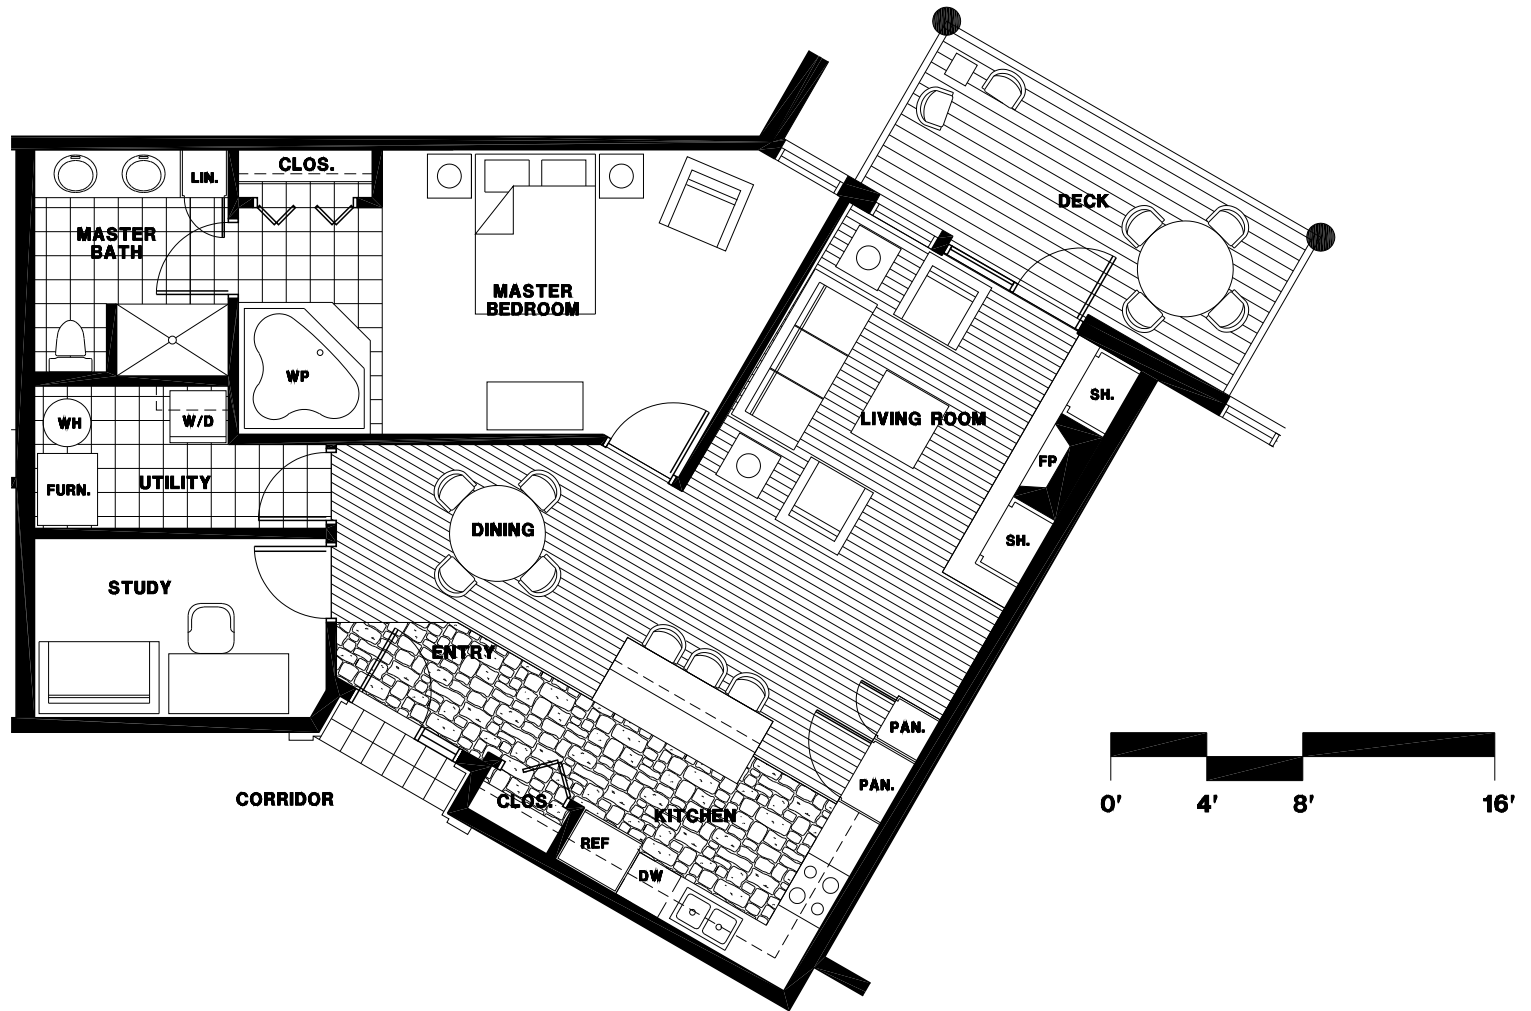 CLOS.
LIN.
DECK
MASTER
BATH
MASTER
BEDROOM
WP
SH.
WH
W/D
LIVING ROOM
FP
UTILITY
FURN.
DINING
SH.
STUDY
ENTRY
PAN.
PAN.
CORRIDOR
CLOS.
KITCHEN
REF
DW
0' 4' 8' 16'